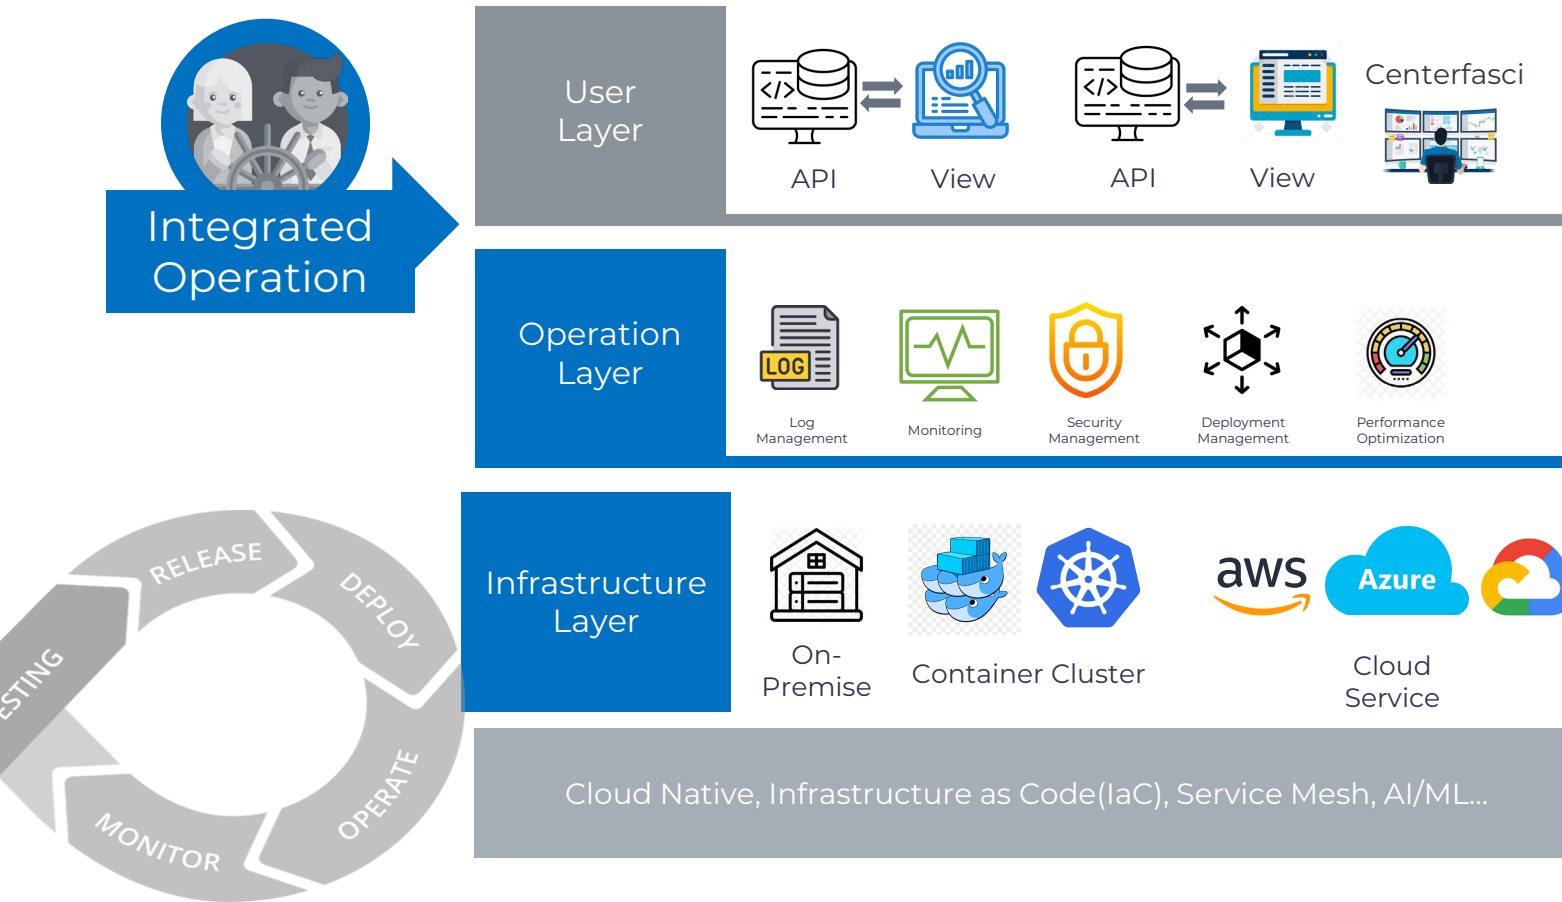 Integrated
Operation
User
Layer
</>
API
View
</>
API
View
Centerfasci
Operation
Layer
LOG
Log
Management
Monitoring
Security
Management
Deployment
Management
Performance
Optimization
Infrastructure
Layer
On-
Premise
Container Cluster
aws
Azure
Cloud
Service
Cloud Native, Infrastructure as Code(IaC), Service Mesh, AI/ML...
ESTING
RELEASE
DEPLOY
OPERATE
MONITOR